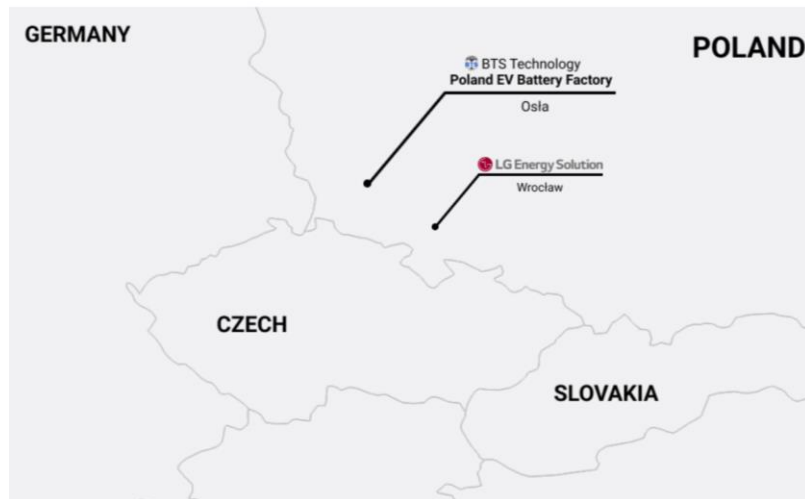 GERMANY
POLAND
BTS Technology
Poland EV Battery Factory
Osła
LG Energy Solution
Wrocław
CZECH
SLOVAKIA